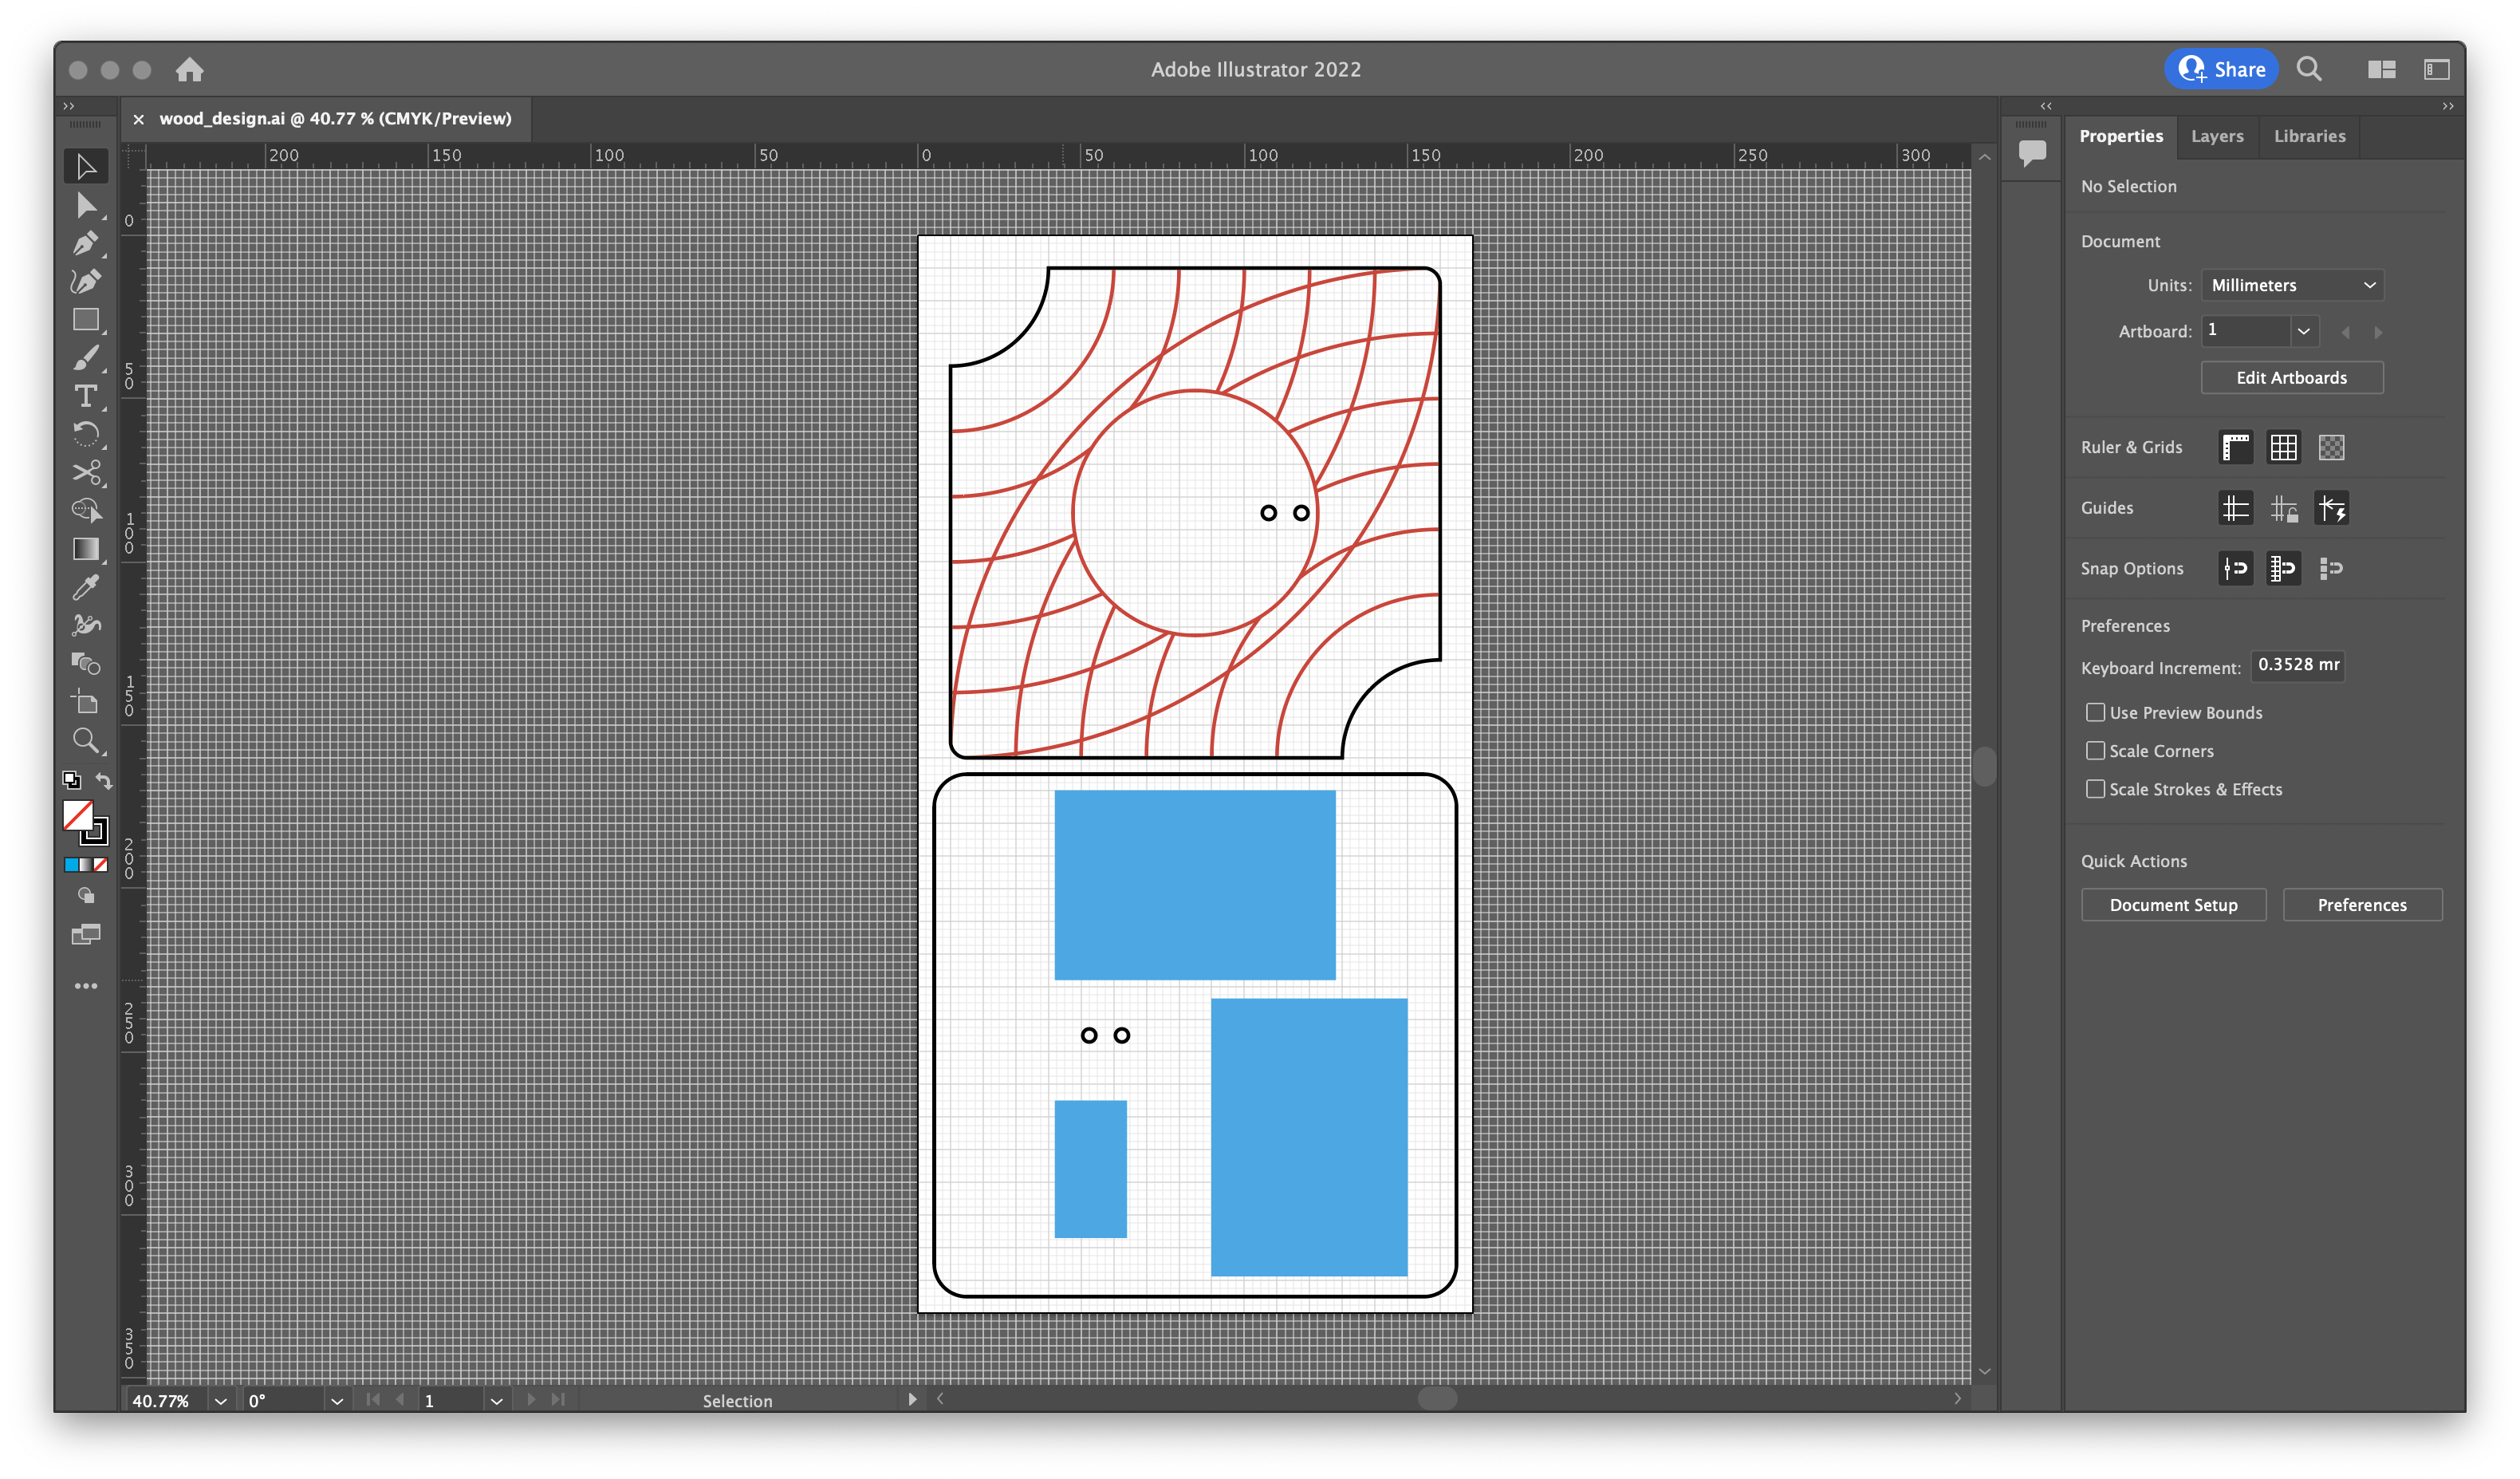 Adobe Illustrator 2022
Share
wood_design.ai @ 40.77 % (CMYK/Preview)
200 150 100 50 0 50 100 150 200 250 300
0
50
100
150
200
250
300
350
Properties Layers Libraries
No Selection
Document
Units: Millimeters
Artboard: 1
Edit Artboards
Ruler & Grids
Guides
Snap Options
Preferences
Keyboard Increment: 0.3528 mr
Use Preview Bounds
Scale Corners
Scale Strokes & Effects
Quick Actions
Document Setup Preferences
40.77% 0° 1 Selection